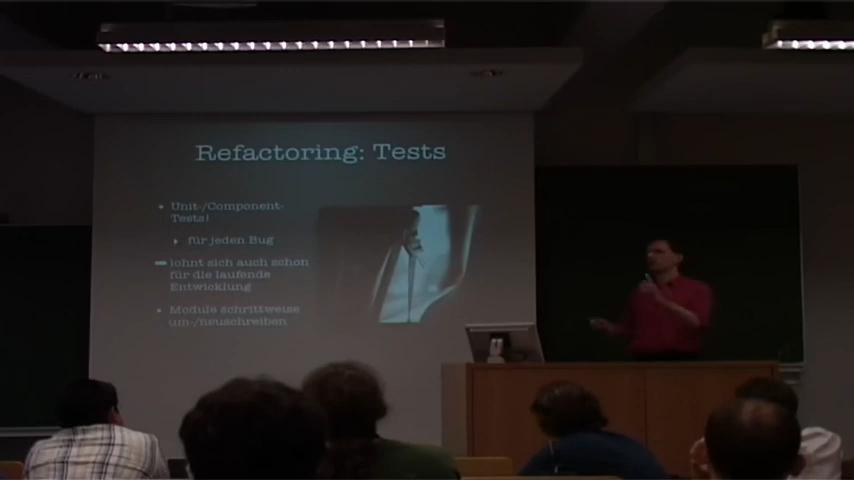 Refactoring: Tests
Unit-/Component-
Tests!
für jeden Bug
lohnt sich auch schon
für die laufende
Entwicklung
Module schrittweise
um-/neuschreiben